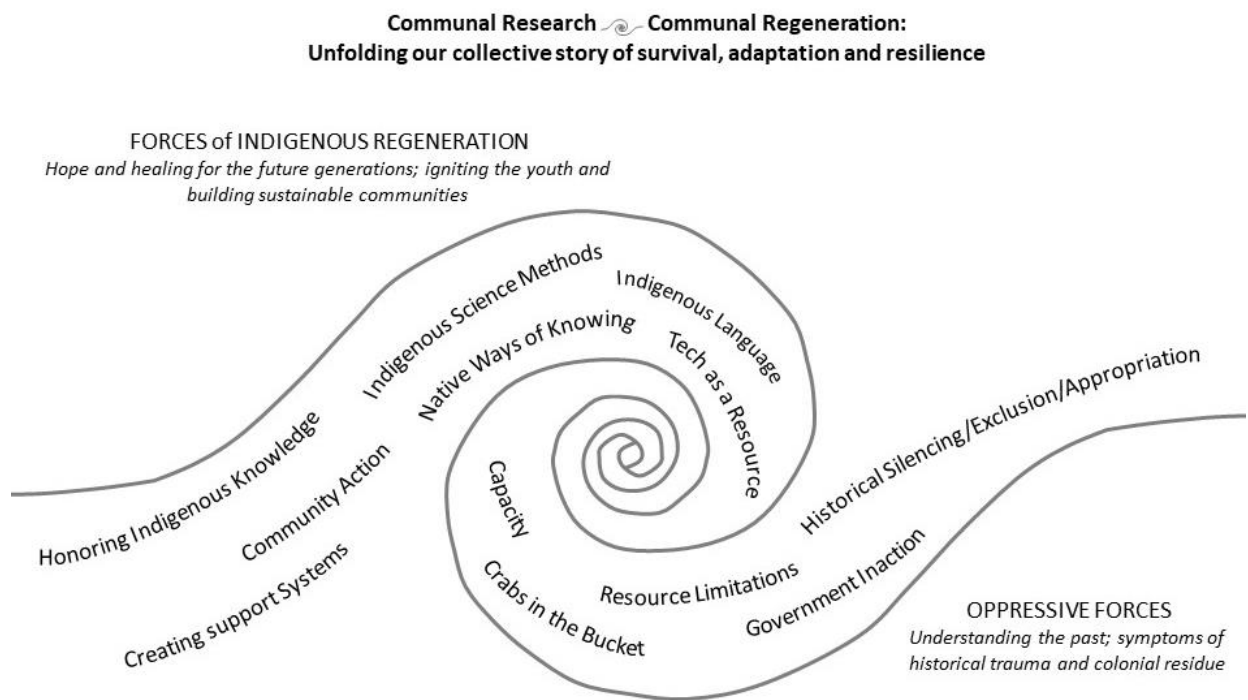 Communal Research Communal Regeneration:
Unfolding our collective story of survival, adaptation and resilience
FORCES of INDIGENOUS REGENERATION
Hope and healing for the future generations; igniting the youth and
building sustainable communities
Honoring Indigenous Knowledge
Community Action
Creating support Systems
Indigenous Science Methods
Native Ways of Knowing
Indigenous Language
Tech as a Resource
Capacity
Crabs in the Bucket
Resource Limitations
Government Inaction
Historical Silencing/Exclusion/Appropriation
OPPRESSIVE FORCES
Understanding the past; symptoms of
historical trauma and colonial residue